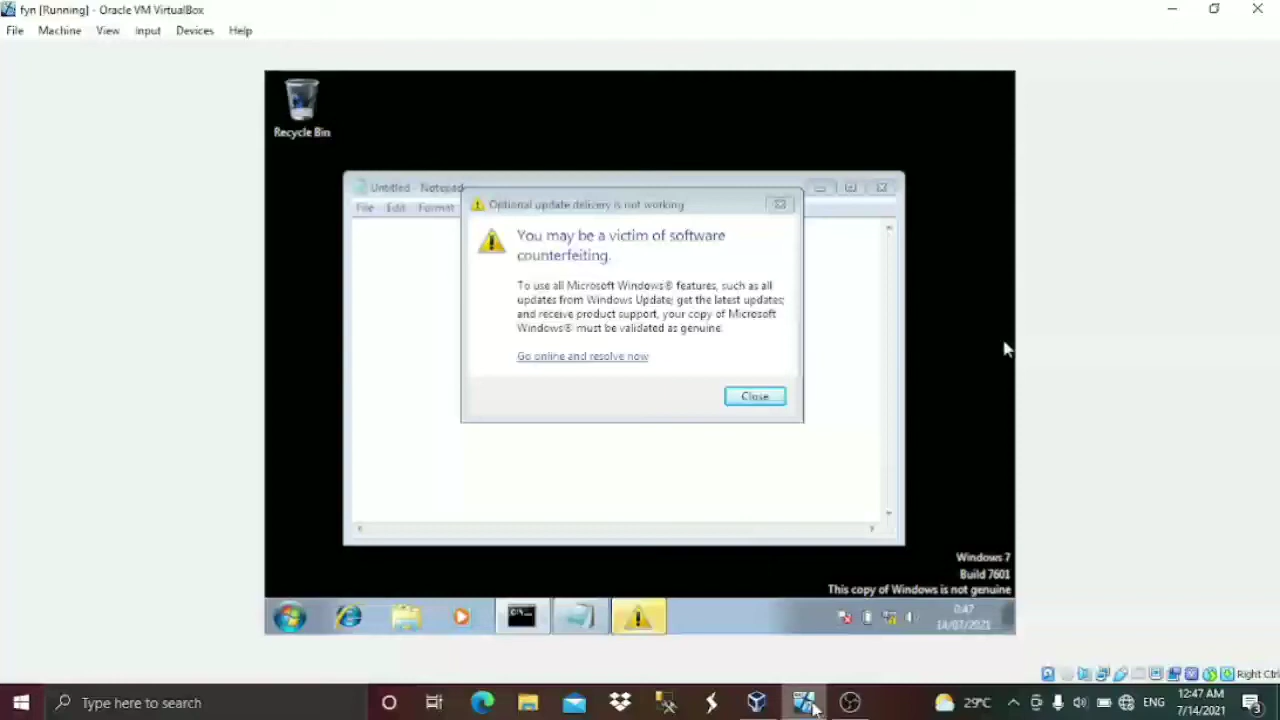 fyn [Running] - Oracle VM VirtualBox
File Machine View Input Devices Help
Recycle Bin
Untitled - Notepad
File Edit Format
Optional update delivery is not working
You may be a victim of software
counterfeiting.
To use all Microsoft Windows® features, such as all
updates from Windows Update; get the latest updates;
and receive product support, your copy of Microsoft
Windows® must be validated as genuine.
Go online and resolve now
Close
Windows 7
Build 7601
This copy of Windows is not genuine
0:47
14/07/2021
Right Ctrl
Type here to search
29°C
ENG
12:47 AM
7/14/2021
3